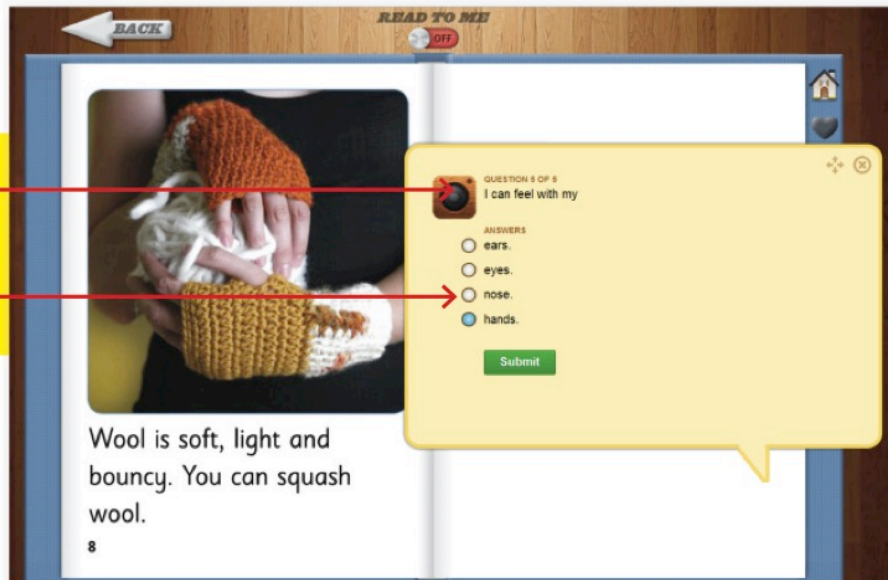 BACK
READ TO ME
OFF
QUESTION 5 OF 5
I can feel with my
ANSWERS
ears.
eyes.
nose.
hands.
Submit
Wool is soft, light and
bouncy. You can squash
wool.
8